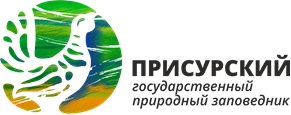 ПРИСУРСКИЙ
государственный
природный заповедник